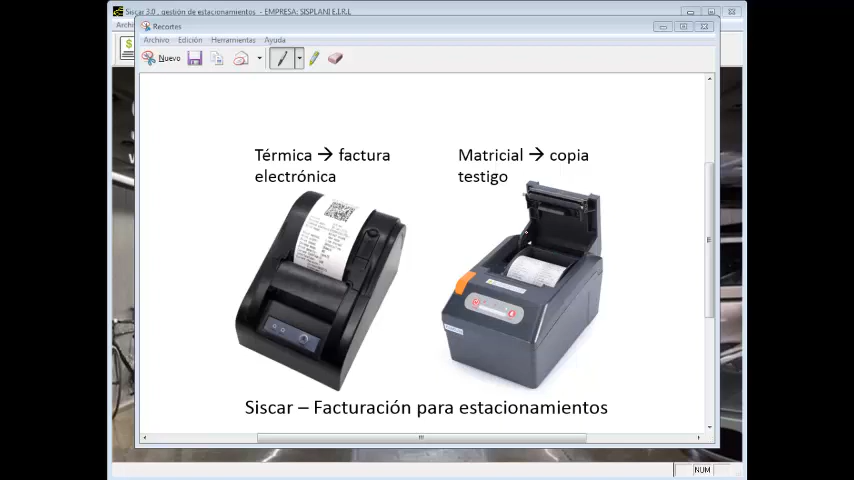 Siscar 3.0 , gestión de estacionamientos - EMPRESA: SISPLANI E.I.R.L
Recortes
Archivo Edición Herramientas Ayuda
Nuevo
Térmica → factura
electrónica
Matricial → copia
testigo
Siscar – Facturación para estacionamientos
NUM